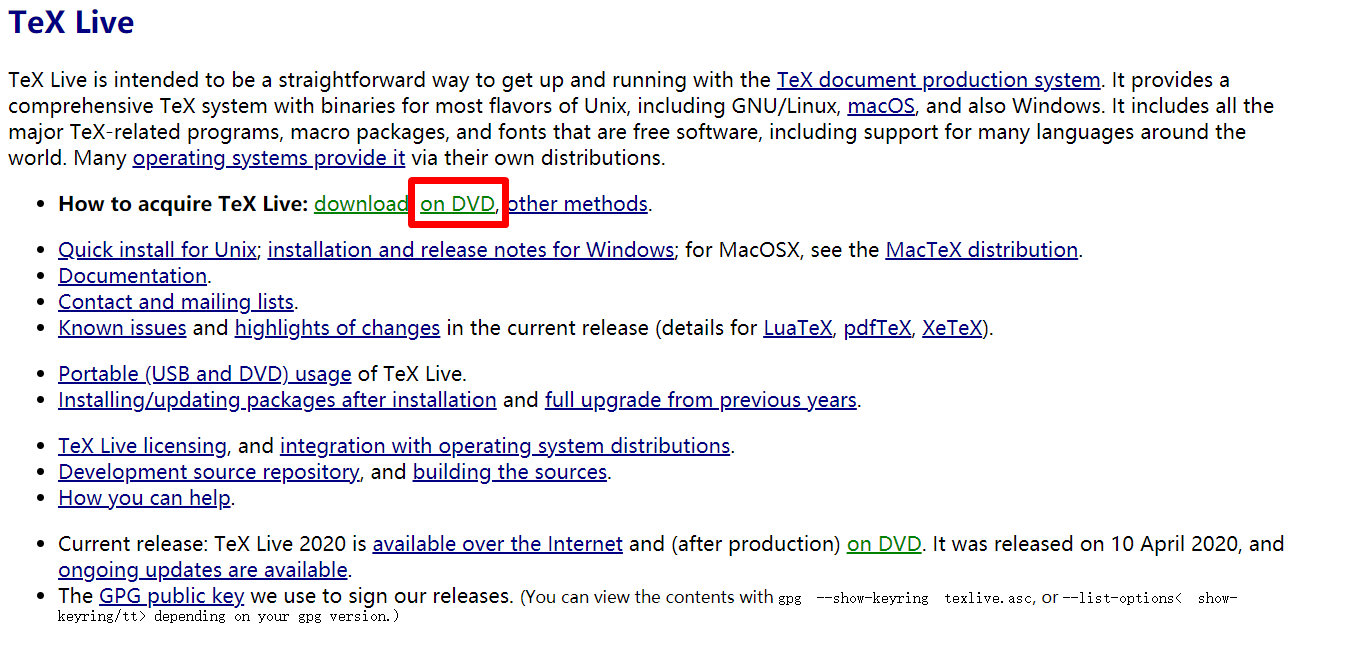 TeX Live
TeX Live is intended to be a straightforward way to get up and running with the TeX document production system. It provides a
comprehensive TeX system with binaries for most flavors of Unix, including GNU/Linux, macOS, and also Windows. It includes all the
major TeX-related programs, macro packages, and fonts that are free software, including support for many languages around the
world. Many operating systems provide it via their own distributions.
• How to acquire TeX Live: download on DVD, other methods.
• Quick install for Unix; installation and release notes for Windows; for MacOSX, see the MacTeX distribution.
• Documentation.
• Contact and mailing lists.
• Known issues and highlights of changes in the current release (details for LuaTeX, pdfTeX, XeTeX).
• Portable (USB and DVD) usage of TeX Live.
• Installing/updating packages after installation and full upgrade from previous years.
• TeX Live licensing, and integration with operating system distributions.
• Development source repository, and building the sources.
• How you can help.
• Current release: TeX Live 2020 is available over the Internet and (after production) on DVD. It was released on 10 April 2020, and
ongoing updates are available.
• The GPG public key we use to sign our releases. (You can view the contents with gpg --show-keyring texlive.asc, or --list-options< show-
keyring/tt> depending on your gpg version.)